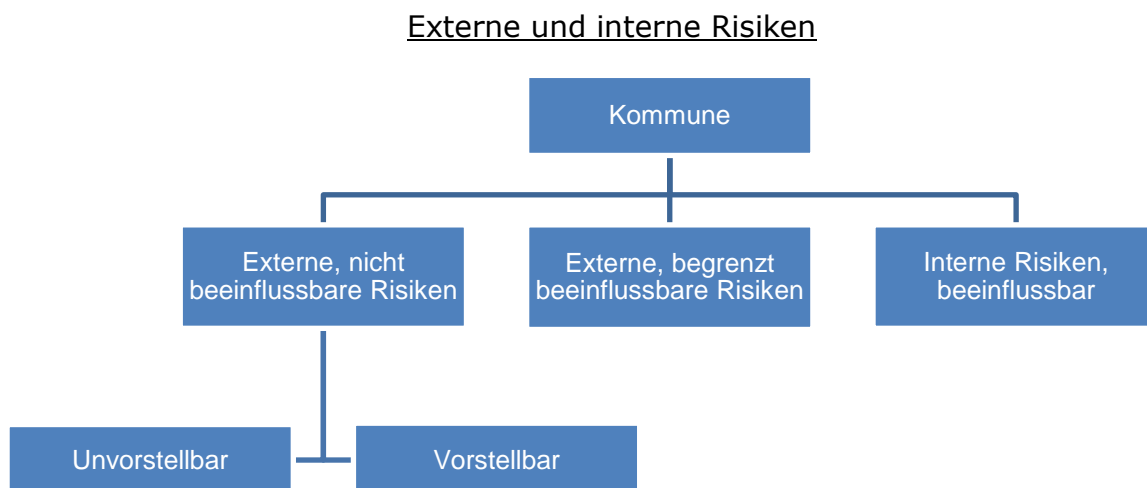 Externe und interne Risiken
Kommune
Externe, nicht
beeinflussbare Risiken
Externe, begrenzt
beeinflussbare Risiken
Interne Risiken,
beeinflussbar
Unvorstellbar
Vorstellbar